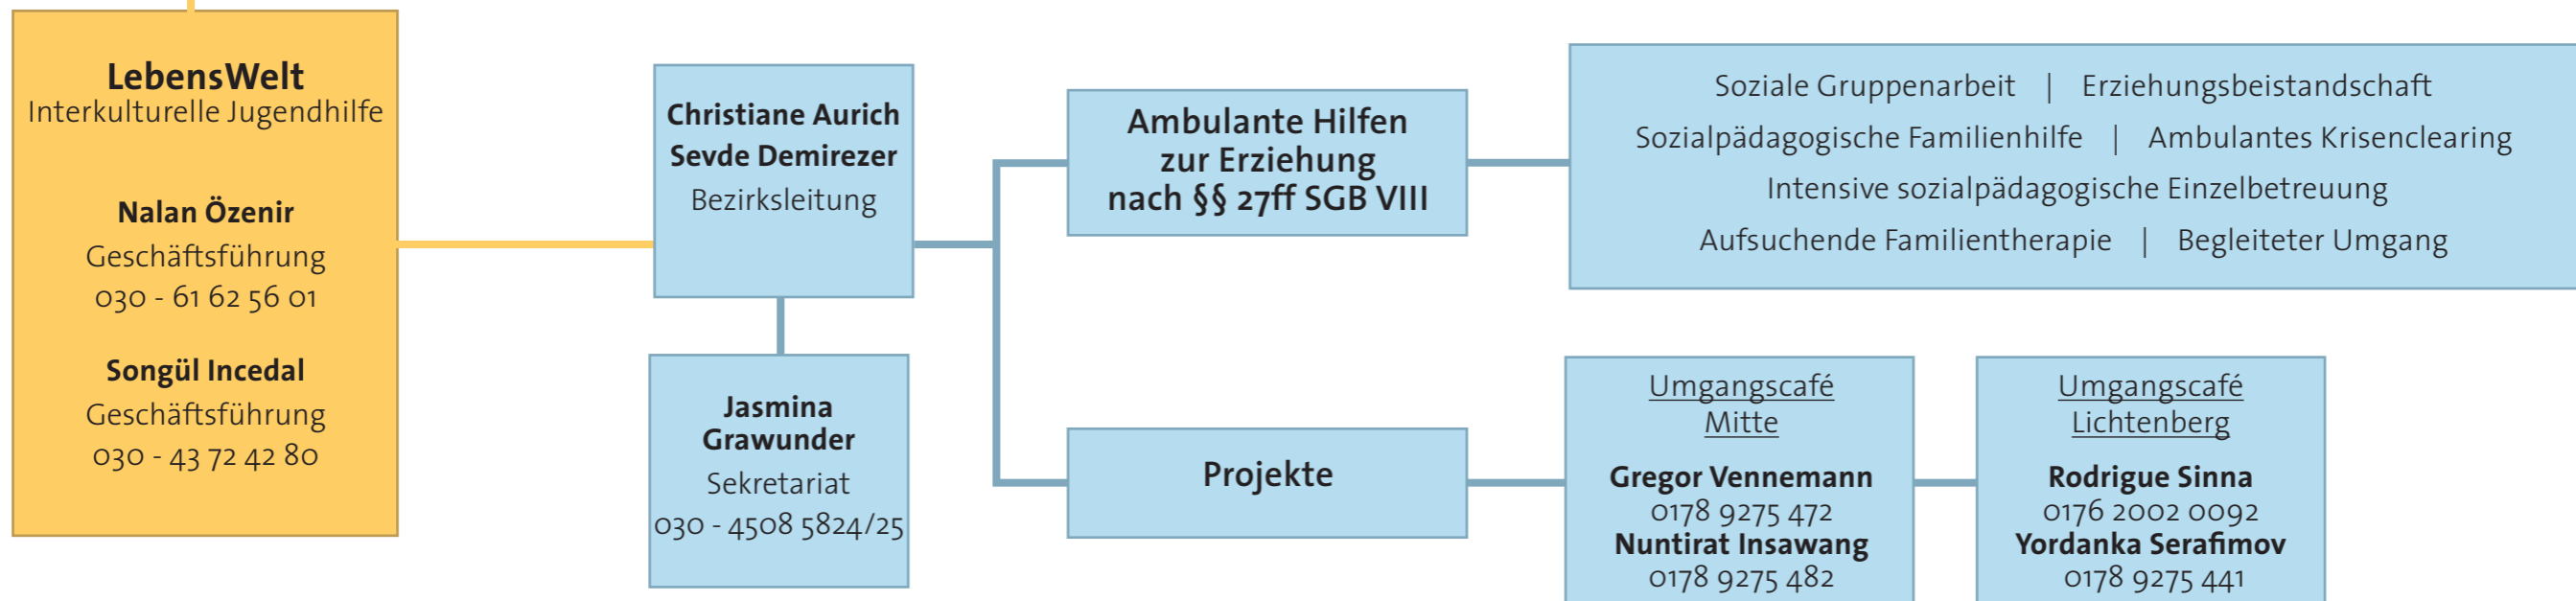 LebensWelt
Interkulturelle Jugendhilfe
Nalan Özenir
Geschäftsführung
030 - 61 62 56 01
Songül Incedal
Geschäftsführung
030 - 43 72 42 80
Christiane Aurich
Sevde Demirezer
Bezirksleitung
Jasmina
Grawunder
Sekretariat
030 - 4508 5824/25
Ambulante Hilfen
zur Erziehung
nach §§ 27ff SGB VIII
Soziale Gruppenarbeit | Erziehungsbeistandschaft
Sozialpädagogische Familienhilfe | Ambulantes Krisenclearing
Intensive sozialpädagogische Einzelbetreuung
Aufsuchende Familientherapie | Begleiteter Umgang
Projekte
Umgangscafé
Mitte
Gregor Vennemann
0178 9275 472
Nuntirat Insawang
0178 9275 482
Umgangscafé
Lichtenberg
Rodrigue Sinna
0176 2002 0092
Yordanka Serafimov
0178 9275 441